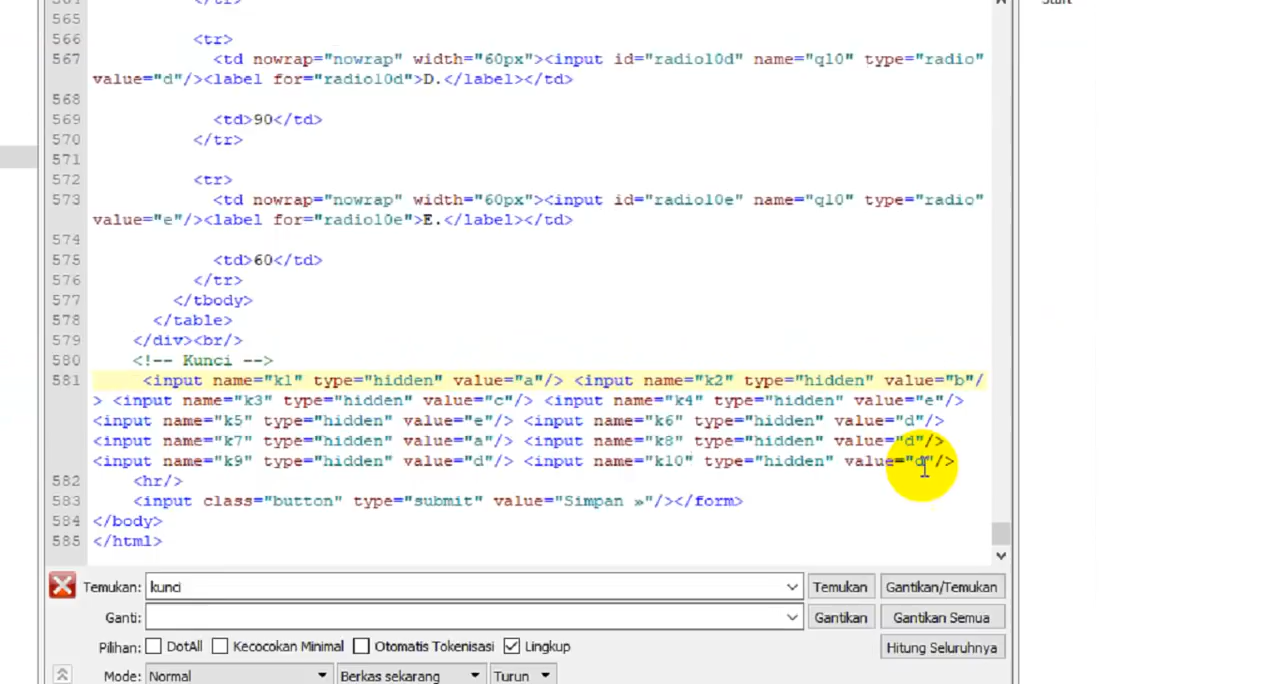 565
566 <tr>
567 <td nowrap="nowrap" width="60px"><input id="radio10d" name="q10" type="radio"
value="d"/><label for="radio10d">D.</label></td>
568
569 <td>90</td>
570 </tr>
571
572 <tr>
573 <td nowrap="nowrap" width="60px"><input id="radio10e" name="q10" type="radio"
value="e"/><label for="radio10e">E.</label></td>
574
575 <td>60</td>
576 </tr>
577 </tbody>
578 </table>
579 </div><br/>
580 <!-- Kunci -->
581 <input name="k1" type="hidden" value="a"/> <input name="k2" type="hidden" value="b"/
> <input name="k3" type="hidden" value="c"/> <input name="k4" type="hidden" value="e"/>
<input name="k5" type="hidden" value="e"/> <input name="k6" type="hidden" value="d"/>
<input name="k7" type="hidden" value="a"/> <input name="k8" type="hidden" value="d"/>
<input name="k9" type="hidden" value="d"/> <input name="k10" type="hidden" value="d"/>
582 <hr/>
583 <input class="button" type="submit" value="Simpan »"/></form>
584 </body>
585 </html>
Temukan: kunci Temukan Gantikan/Temukan
Ganti: Gantikan Gantikan Semua
Pilihan: DotAll Kecocokan Minimal Otomatis Tokenisasi Lingkup Hitung Seluruhnya
Mode: Normal Berkas sekarang Turun